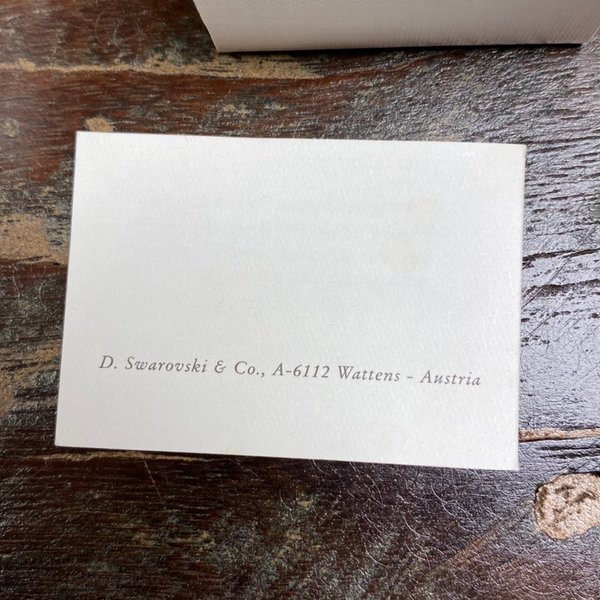 D. Swarovski & Co., A-6112 Wattens - Austria